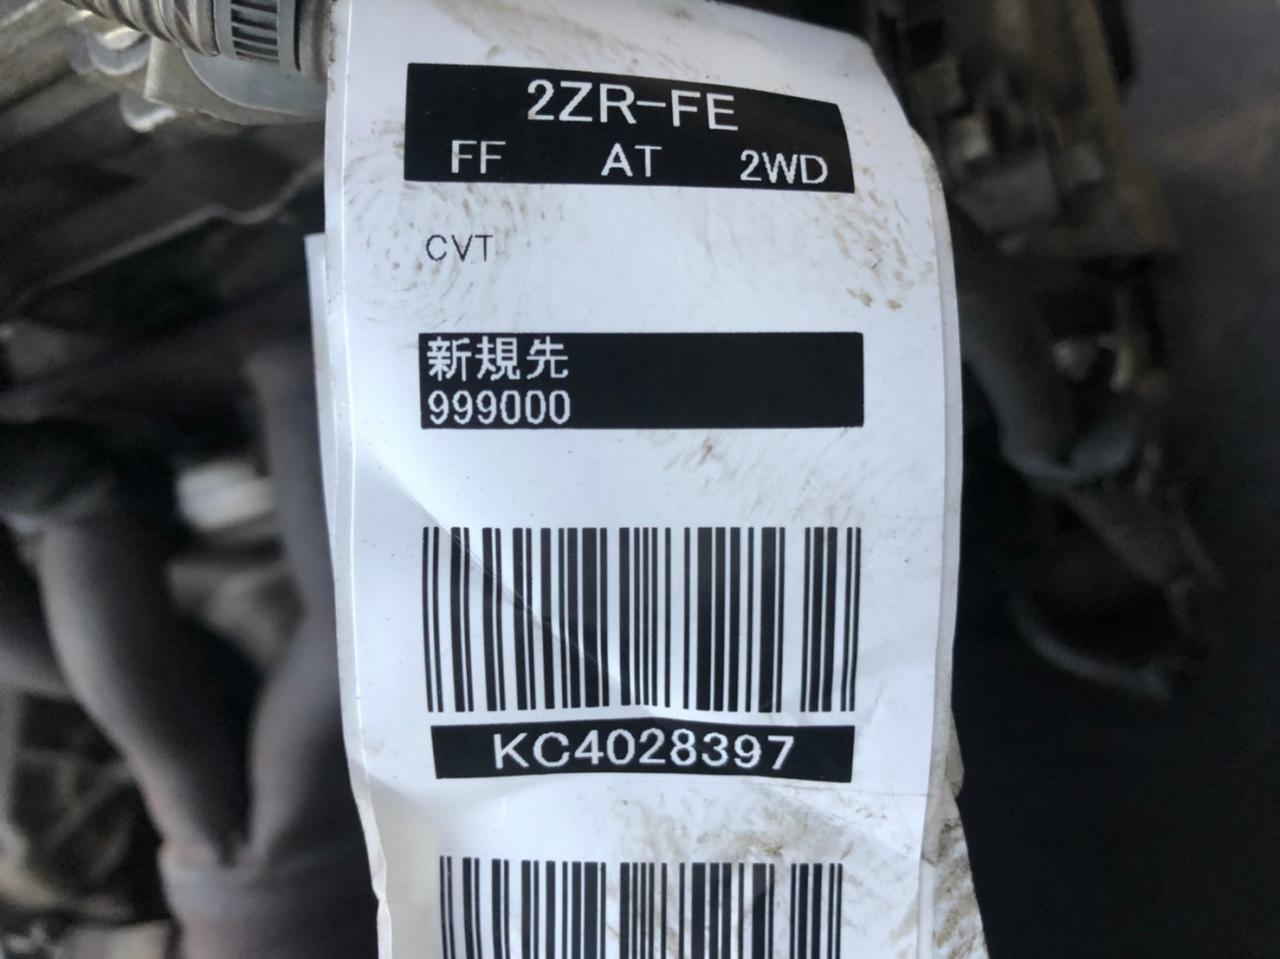 2ZR-FE
FF AT 2WD
CVT
新規先
999000
KC4028397